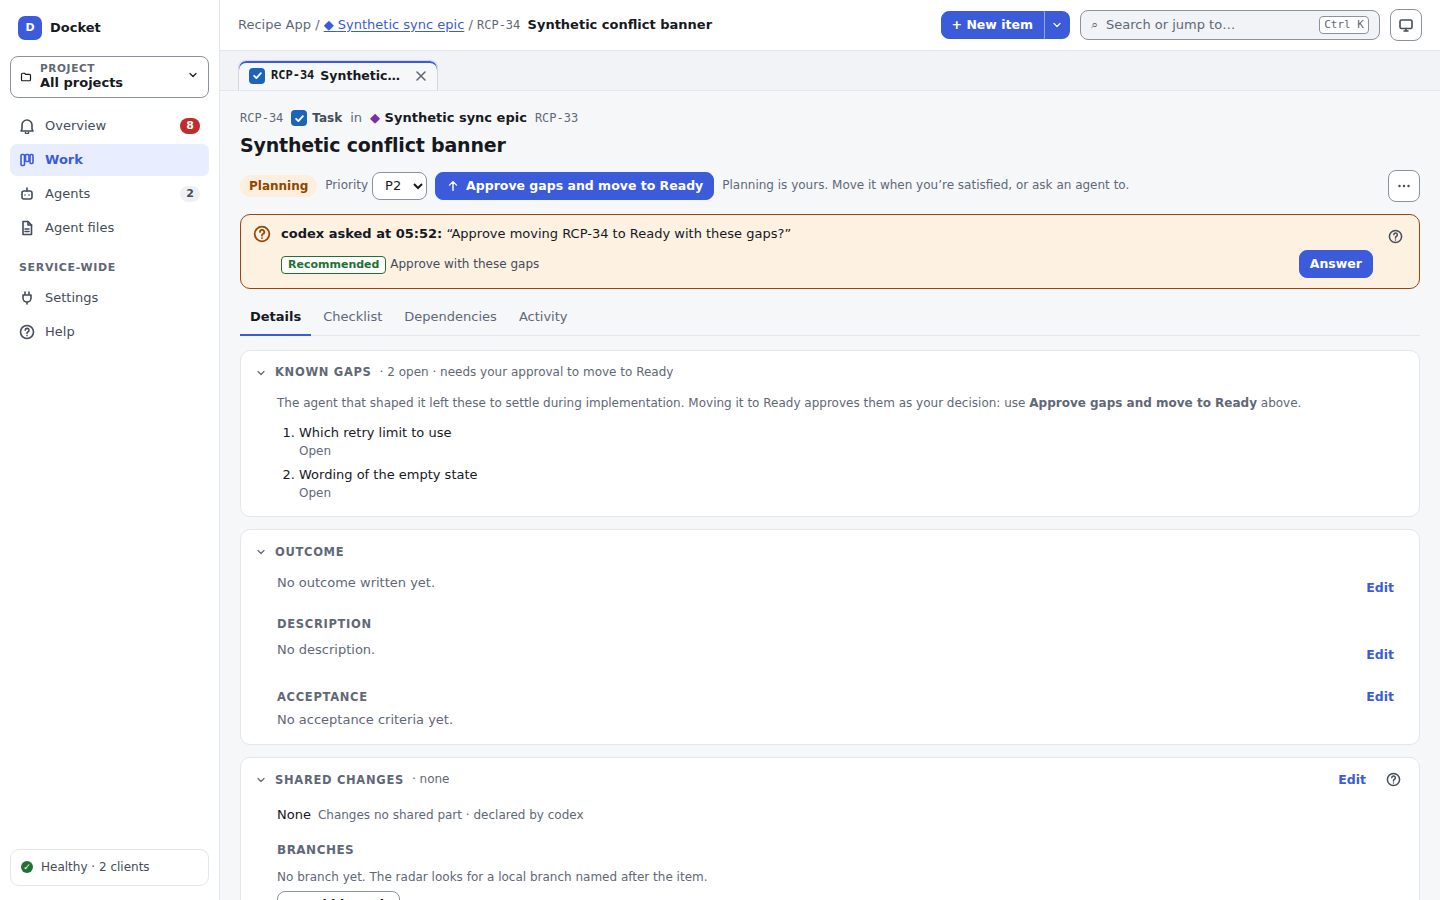 D Docket
PROJECT
All projects
Overview 8
Work
Agents 2
Agent files
SERVICE-WIDE
Settings
Help
Healthy · 2 clients
Recipe App / ◆ Synthetic sync epic / RCP-34 Synthetic conflict banner
+ New item
Search or jump to… Ctrl K
RCP-34 Synthetic…
RCP-34 Task in ◆ Synthetic sync epic RCP-33
Synthetic conflict banner
Planning Priority P2 ↑ Approve gaps and move to Ready Planning is yours. Move it when you’re satisfied, or ask an agent to.
codex asked at 05:52: “Approve moving RCP-34 to Ready with these gaps?”
Recommended Approve with these gaps
Answer
Details Checklist Dependencies Activity
KNOWN GAPS · 2 open · needs your approval to move to Ready
The agent that shaped it left these to settle during implementation. Moving it to Ready approves them as your decision: use Approve gaps and move to Ready above.
1. Which retry limit to use
Open
2. Wording of the empty state
Open
OUTCOME
No outcome written yet.
Edit
DESCRIPTION
No description.
Edit
ACCEPTANCE
Edit
No acceptance criteria yet.
SHARED CHANGES · none
Edit
None Changes no shared part · declared by codex
BRANCHES
No branch yet. The radar looks for a local branch named after the item.